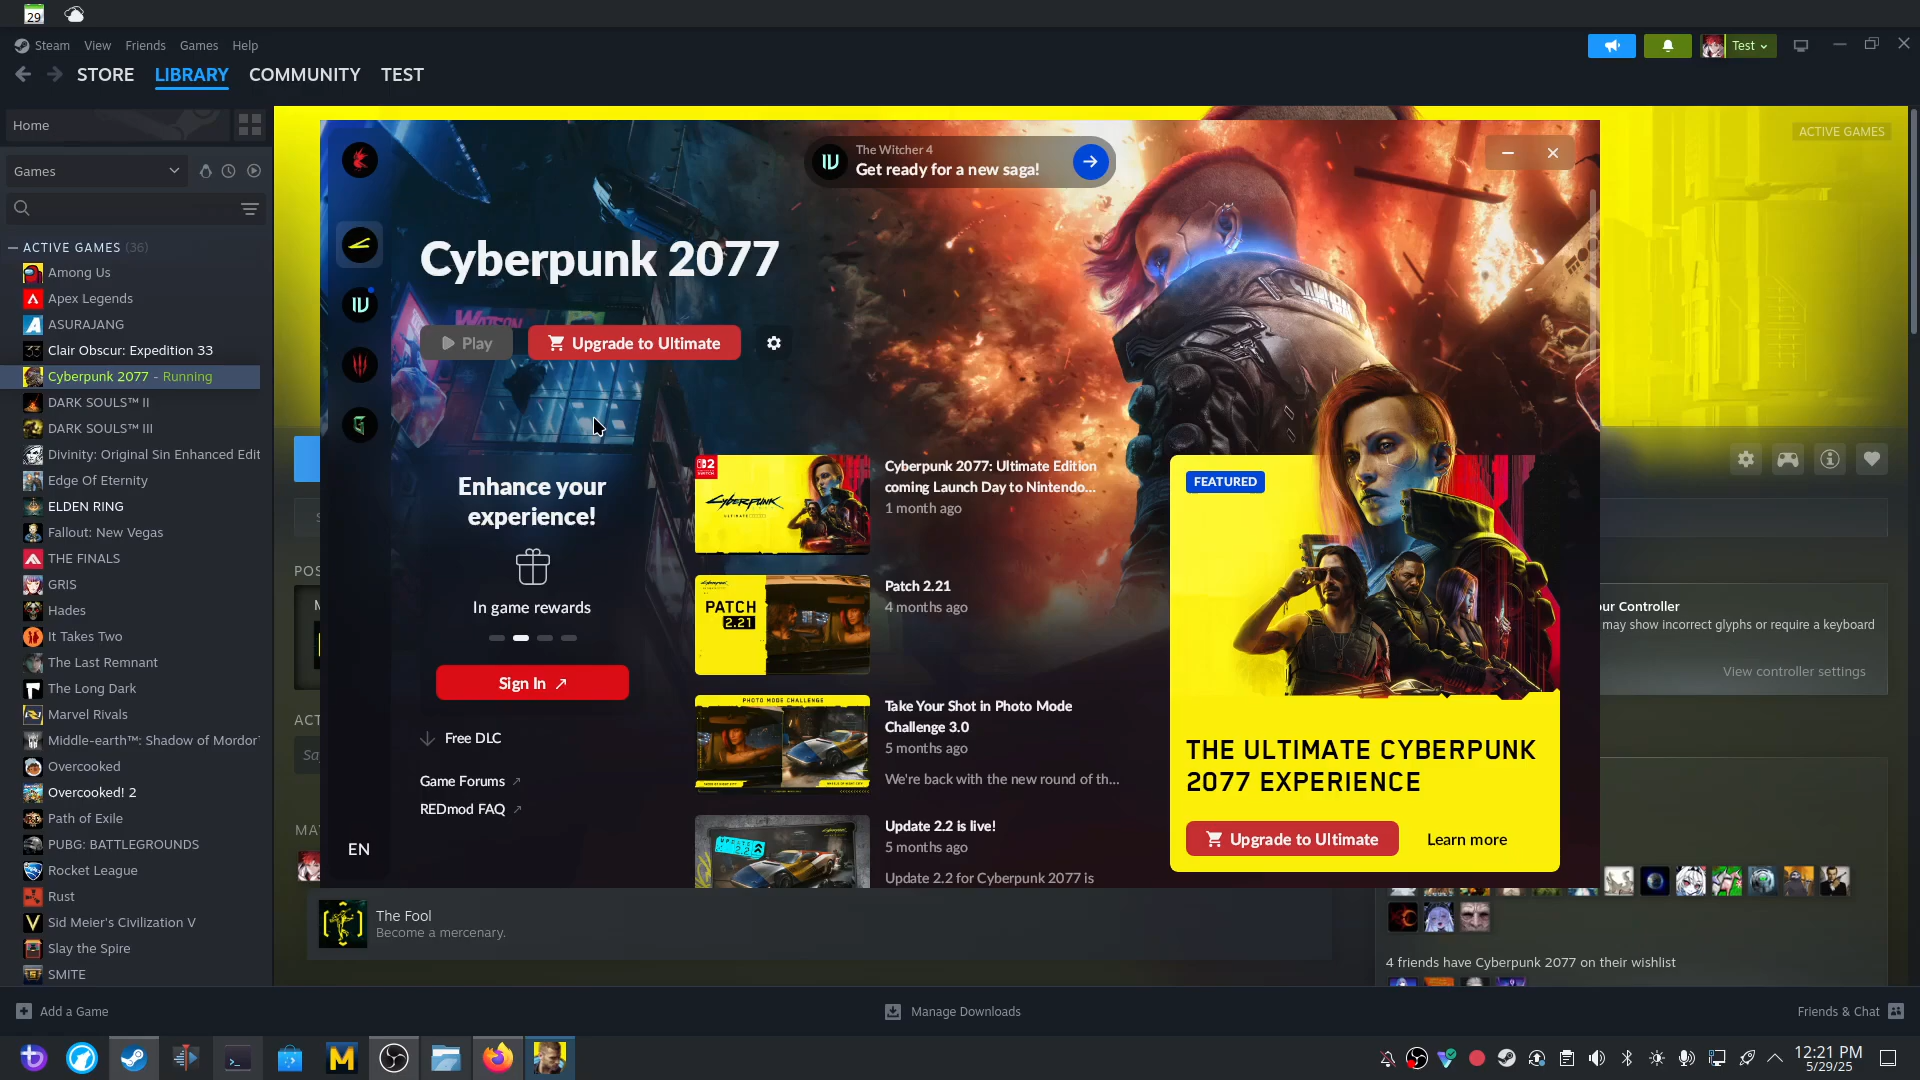 29
Steam View Friends Games Help
Test
STORE LIBRARY COMMUNITY TEST
Home
Games
ACTIVE GAMES (36)
Among Us
Apex Legends
ASURAJANG
Clair Obscur: Expedition 33
Cyberpunk 2077 - Running
DARK SOULS™ II
DARK SOULS™ III
Divinity: Original Sin Enhanced Edit
Edge Of Eternity
ELDEN RING
Fallout: New Vegas
THE FINALS
GRIS
Hades
It Takes Two
The Last Remnant
The Long Dark
Marvel Rivals
Middle-earth™: Shadow of Mordor
Overcooked
Overcooked! 2
Path of Exile
PUBG: BATTLEGROUNDS
Rocket League
Rust
Sid Meier's Civilization V
Slay the Spire
SMITE
ACTIVE GAMES
The Witcher 4
Get ready for a new saga!
Cyberpunk 2077
WATSON
SAMURAI
Play
Upgrade to Ultimate
Enhance your
experience!
In game rewards
Sign In
Free DLC
Game Forums
REDmod FAQ
EN
Cyberpunk 2077: Ultimate Edition
coming Launch Day to Nintendo...
1 month ago
PATCH
2.21
Patch 2.21
4 months ago
PHOTO MODE CHALLENGE
Take Your Shot in Photo Mode
Challenge 3.0
5 months ago
We're back with the new round of th...
UPDATE
2.2
Update 2.2 is live!
5 months ago
Update 2.2 for Cyberpunk 2077 is
FEATURED
THE ULTIMATE CYBERPUNK
2077 EXPERIENCE
Upgrade to Ultimate
Learn more
POS
ACT
Sa
MA
ur Controller
may show incorrect glyphs or require a keyboard
View controller settings
The Fool
Become a mercenary.
4 friends have Cyberpunk 2077 on their wishlist
Add a Game
Manage Downloads
Friends & Chat
12:21 PM
5/29/25